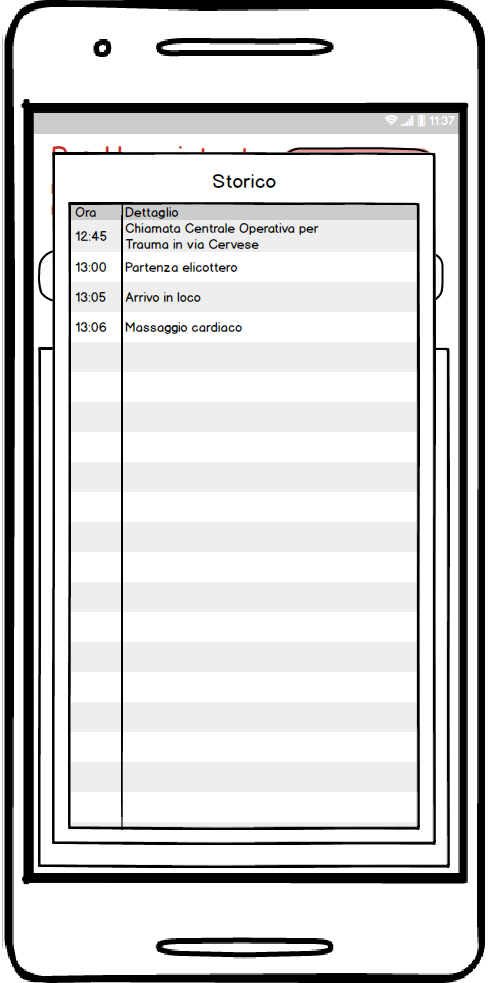 11:37
Storico
Ora Dettaglio
12:45 Chiamata Centrale Operativa per
Trauma in via Cervese
13:00 Partenza elicottero
13:05 Arrivo in loco
13:06 Massaggio cardiaco